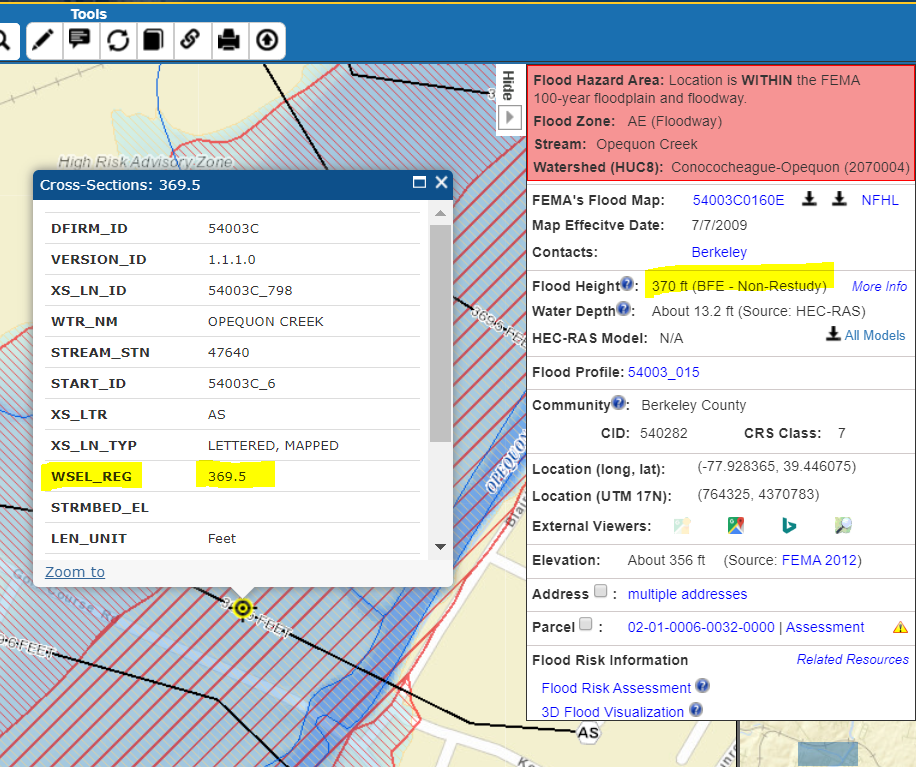 Tools
Hide
High Risk Advisory Zone
Cross-Sections: 369.5
DFIRM_ID 54003C
VERSION_ID 1.1.1.0
XS_LN_ID 54003C_798
WTR_NM OPEQUON CREEK
STREAM_STN 47640
START_ID 54003C_6
XS_LTR AS
XS_LN_TYP LETTERED, MAPPED
WSEL_REG 369.5
STRMBED_EL
LEN_UNIT Feet
Zoom to
OPEQUON
FEET
FEET
AS
Flood Hazard Area: Location is WITHIN the FEMA
100-year floodplain and floodway.
Flood Zone: AE (Floodway)
Stream: Opequon Creek
Watershed (HUC8): Conococheague-Opequon (2070004)
FEMA's Flood Map: 54003C0160E NFHL
Map Effecitve Date: 7/7/2009
Contacts: Berkeley
Flood Height: 370 ft (BFE - Non-Restudy) More Info
Water Depth: About 13.2 ft (Source: HEC-RAS)
HEC-RAS Model: N/A All Models
Flood Profile: 54003_015
Community: Berkeley County
CID: 540282 CRS Class: 7
Location (long, lat): (-77.928365, 39.446075)
Location (UTM 17N): (764325, 4370783)
External Viewers:
Elevation: About 356 ft (Source: FEMA 2012)
Address : multiple addresses
Parcel : 02-01-0006-0032-0000 | Assessment
Flood Risk Information Related Resources
Flood Risk Assessment
3D Flood Visualization